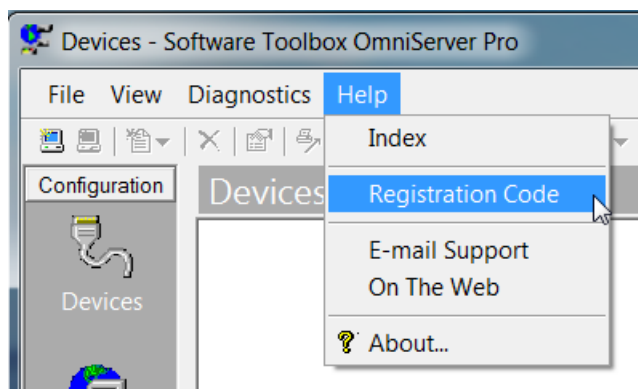 Devices - Software Toolbox OmniServer Pro
File View Diagnostics Help
Index
Configuration
Devices
Registration Code
E-mail Support
Devices
On The Web
About...